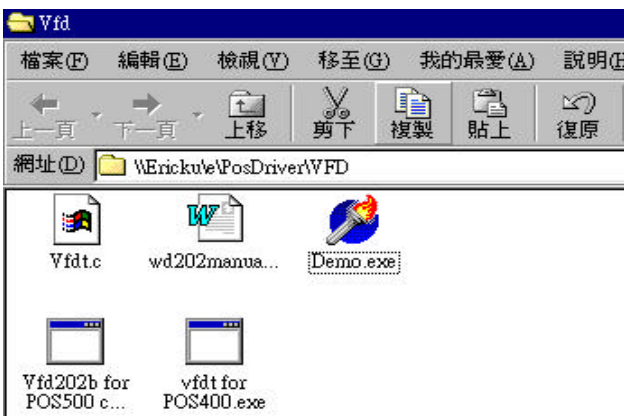 Vfd
檔案(F) 編輯(E) 檢視(V) 移至(G) 我的最愛(A) 說明(H
上一頁 下一頁 上移 剪下 複製 貼上 復原
網址(D) \\Ericku\e\PosDriver\VFD
Vfdt.c wd202manua... Demo.exe
Vfd202b for POS500 c...
vfdt for POS400.exe